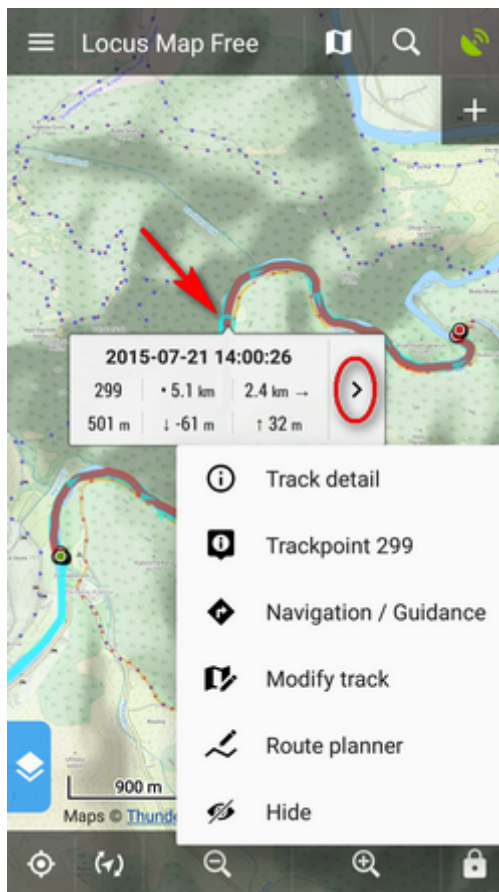 Locus Map Free
2015-07-21 14:00:26
299 • 5.1 km 2.4 km →
501 m ↓ -61 m ↑ 32 m
Track detail
Trackpoint 299
Navigation / Guidance
Modify track
Route planner
Hide
900 m
Maps © Thund